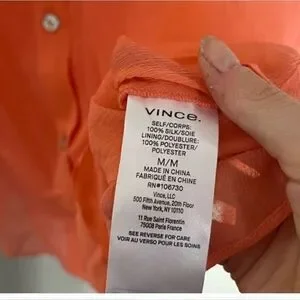 VINCE.
SELF/CORPS:
100% SILK/SOIE
LINING/DOUBLURE:
100% POLYESTER/
POLYESTER
M/M
MADE IN CHINA
FABRIQUÉ EN CHINE
RN#106730
Vince, LLC
500 Fifth Avenue, 20th Floor
New York, NY 10110
11 Rue Saint Florentin
75008 Paris France
SEE REVERSE FOR CARE
VOIR AU VERSO POUR LES SOINS